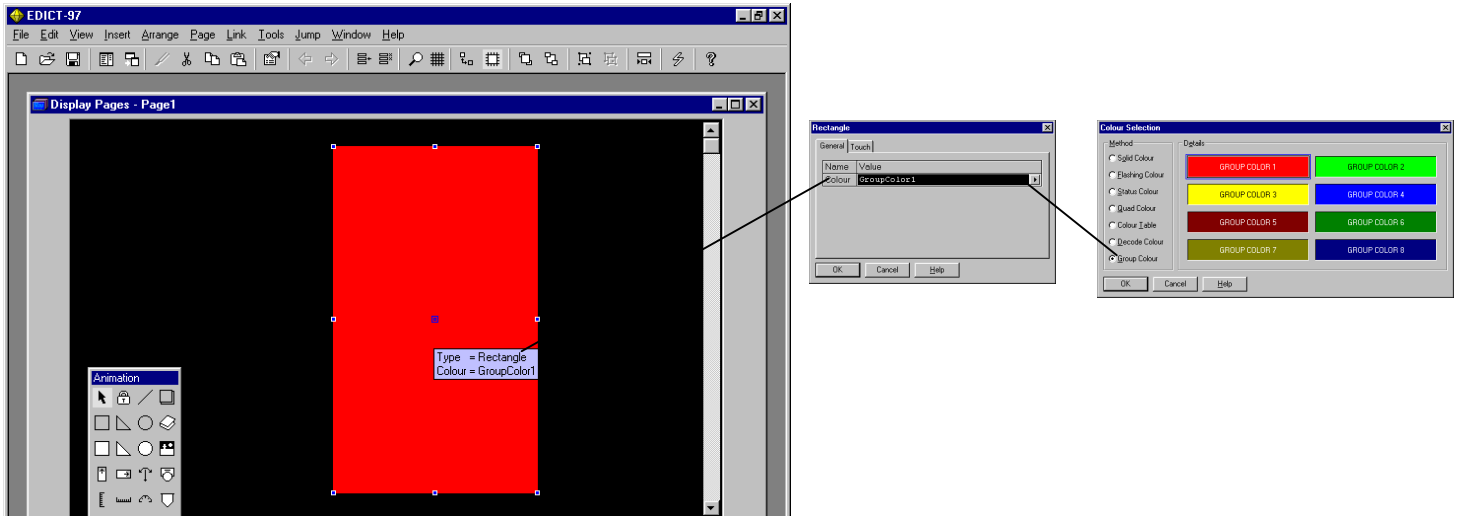 EDICT-97
File Edit View Insert Arrange Page Link Tools Jump Window Help
Display Pages - Page1
Type = Rectangle
Colour = GroupColor1
Animation
Rectangle
General Touch
Name Value
Colour GroupColor1
OK Cancel Help
Colour Selection
Method
Solid Colour
Flashing Colour
Status Colour
Quad Colour
Colour Table
Decode Colour
Group Colour
Details
GROUP COLOR 1 GROUP COLOR 2
GROUP COLOR 3 GROUP COLOR 4
GROUP COLOR 5 GROUP COLOR 6
GROUP COLOR 7 GROUP COLOR 8
OK Cancel Help